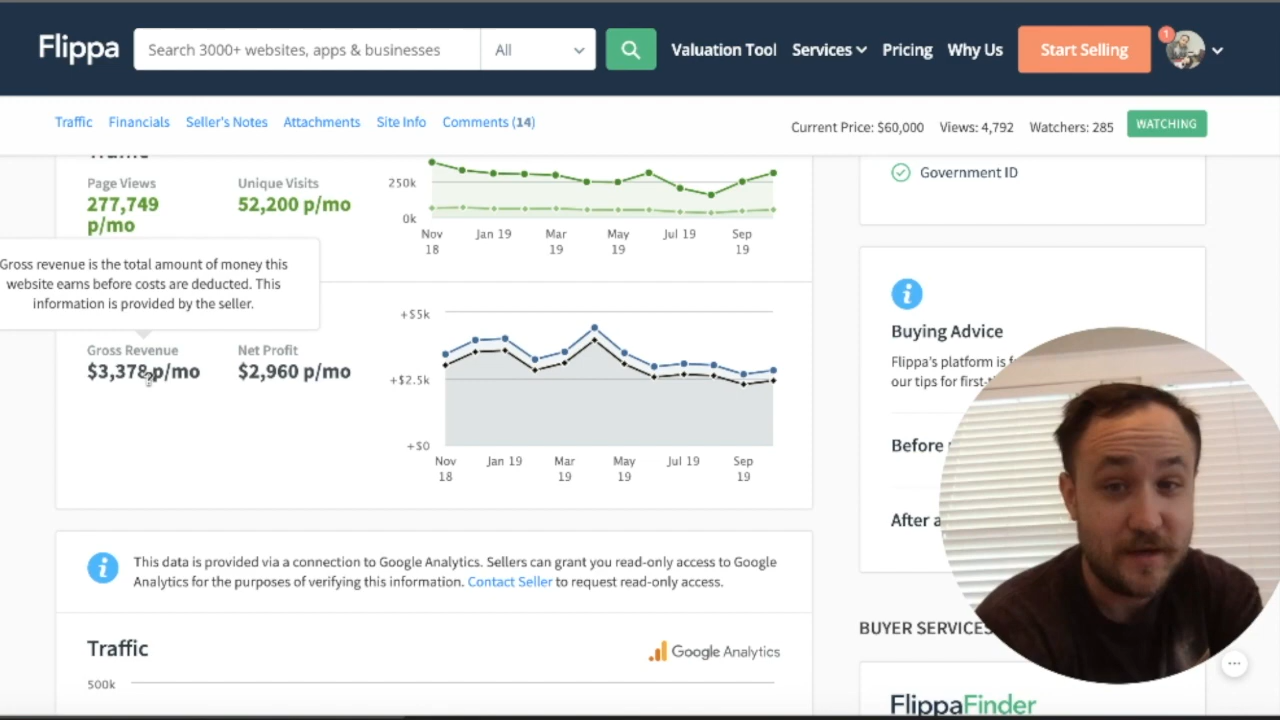 Flippa
Search 3000+ websites, apps & businesses
All
Valuation Tool
Services
Pricing
Why Us
Start Selling
1
Traffic
Financials
Seller's Notes
Attachments
Site Info
Comments (14)
Current Price: $60,000
Views: 4,792
Watchers: 285
WATCHING
Traffic
Page Views
277,749
p/mo
Unique Visits
52,200 p/mo
250k
0k
Nov
18
Jan 19
Mar
19
May
19
Jul 19
Sep
19
Gross revenue is the total amount of money this
website earns before costs are deducted. This
information is provided by the seller.
Gross Revenue
$3,378 p/mo
Net Profit
$2,960 p/mo
+$5k
+$2.5k
+$0
Nov
18
Jan 19
Mar
19
May
19
Jul 19
Sep
19
This data is provided via a connection to Google Analytics. Sellers can grant you read-only access to Google
Analytics for the purposes of verifying this information. Contact Seller to request read-only access.
Traffic
Google Analytics
500k
Government ID
Buying Advice
Flippa's platform is
our tips for first-
Before
After
BUYER SERVICES
FlippaFinder